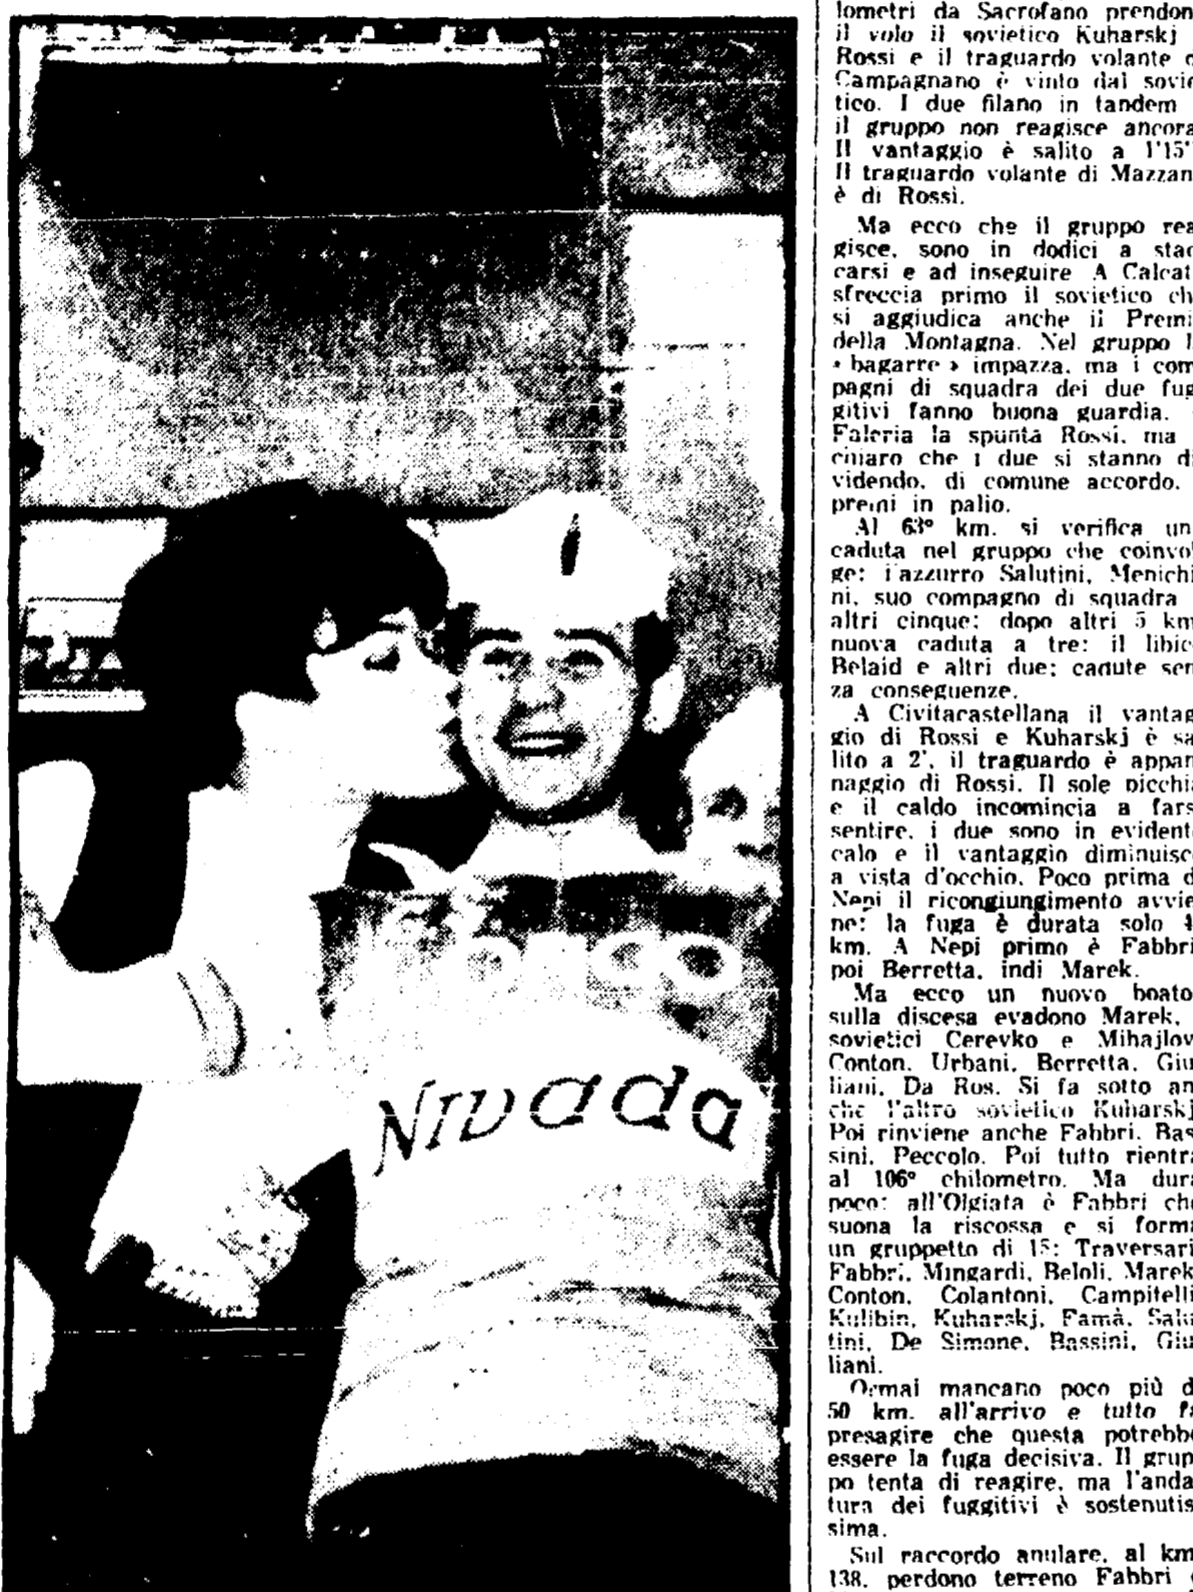 Nivada
lometri da Sacrofano prendon
il volo il sovietico Kuharskj
Rossi e il traguardo volante
Campagnano è vinto dal sovie
tico. I due filano in tandem
il gruppo non reagisce ancora
Il vantaggio è salito a 1'15"
Il traguardo volante di Mazzan
è di Rossi.
Ma ecco che il gruppo rea
gisce, sono in dodici a stac
carsi e ad inseguire A Calcat
sfreccia primo il sovietico ch
si aggiudica anche il Premi
della Montagna. Nel gruppo l
« bagarre » impazza, ma i com
pagni di squadra dei due fug
gitivi fanno buona guardia.
Faleria la spunta Rossi, ma
chiaro che i due si stanno di
videndo, di comune accordo,
premi in palio.
Al 63° km. si verifica un
caduta nel gruppo che coinvol
ge: l'azzurro Salutini, Menichi
ni, suo compagno di squadra
altri cinque; dopo altri 5 km
nuova caduta a tre: il libic
Belaid e altri due; cadute sen
za conseguenze.
A Civitacastellana il vantag
gio di Rossi e Kuharskj è sa
lito a 2', il traguardo è appan
naggio di Rossi. Il sole picchia
e il caldo incomincia a fars
sentire, i due sono in evident
calo e il vantaggio diminuisc
a vista d'occhio. Poco prima d
Nepi il ricongiungimento avvie
ne: la fuga è durata solo 4
km. A Nepi primo è Fabbri
poi Berretta, indi Marek.
Ma ecco un nuovo boato:
sulla discesa evadono Marek,
sovietici Cerevko e Mihajlov
Conton, Urbani, Berretta, Giu
liani, Da Ros. Si fa sotto an
che l'altro sovietico Kuharskj
Poi rinviene anche Fabbri, Bas
sini, Peccolo. Poi tutto rientra
al 106° chilometro. Ma dura
poco: all'Olgiata è Fabbri che
suona la riscossa e si forma
un gruppetto di 15: Traversari
Fabbri, Mingardi, Beloli, Marek
Conton, Colantoni, Campitelli
Kulibin, Kuharskj, Famà, Salu
tini, De Simone, Bassini, Giu
liani.
Ormai mancano poco più d
50 km. all'arrivo e tutto fa
presagire che questa potrebbe
essere la fuga decisiva. Il grup
po tenta di reagire, ma l'anda
tura dei fuggitivi è sostenutis
sima.
Sul raccordo anulare, al km
138, perdono terreno Fabbri